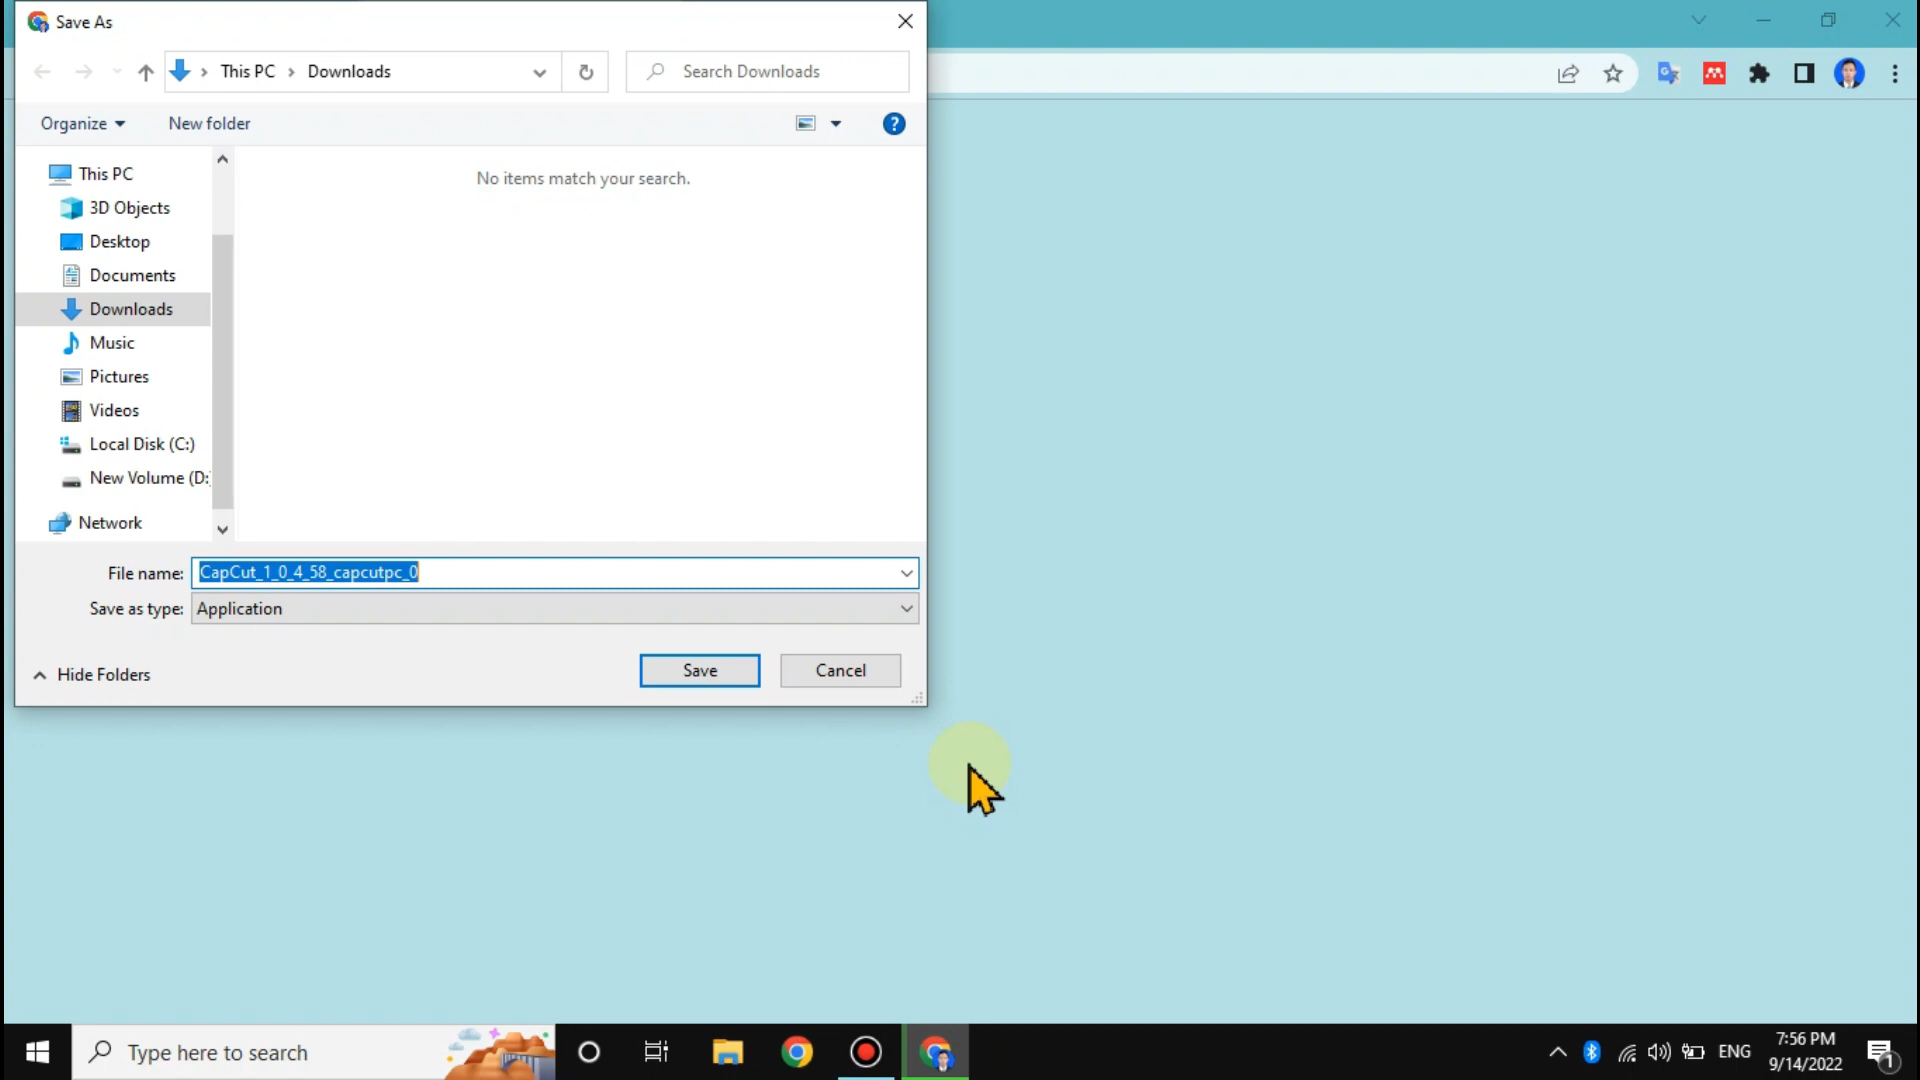 Save As
This PC > Downloads
Search Downloads
Organize
New folder
No items match your search.
This PC
3D Objects
Desktop
Documents
Downloads
Music
Pictures
Videos
Local Disk (C:)
New Volume (D:
Network
File name: CapCut_1_0_4_58_capcutpc_0
Save as type: Application
Hide Folders
Save
Cancel
Type here to search
ENG
7:56 PM
9/14/2022
1